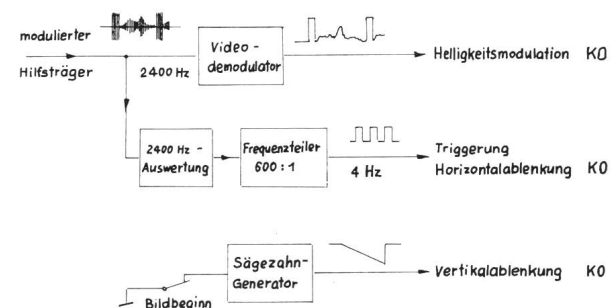 modulierter
Hilfsträger
2400 Hz
Video -
demodulator
Helligkeitsmodulation KO
2400 Hz -
Auswertung
Frequenzteiler
600 : 1
4 Hz
Triggerung
Horizontalablenkung KO
Bildbeginn
Sägezahn-
Generator
Vertikalablenkung KO